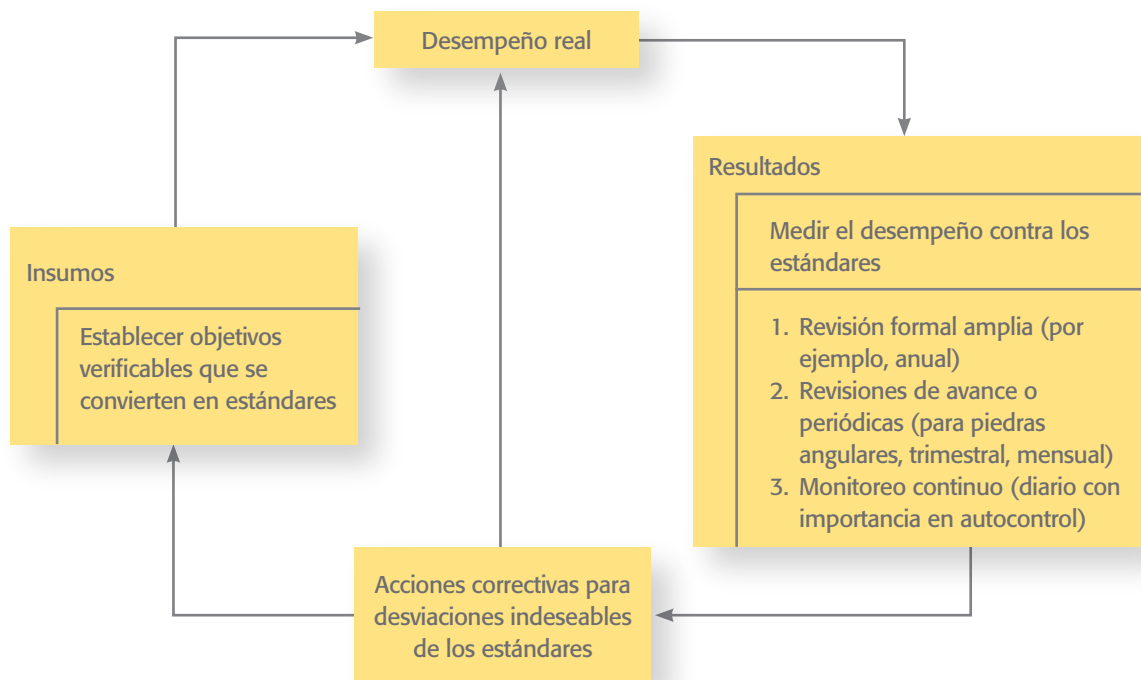 Desempeño real
Resultados
Medir el desempeño contra los
estándares
1. Revisión formal amplia (por
ejemplo, anual)
2. Revisiones de avance o
periódicas (para piedras
angulares, trimestral, mensual)
3. Monitoreo continuo (diario con
importancia en autocontrol)
Insumos
Establecer objetivos
verificables que se
convierten en estándares
Acciones correctivas para
desviaciones indeseables
de los estándares